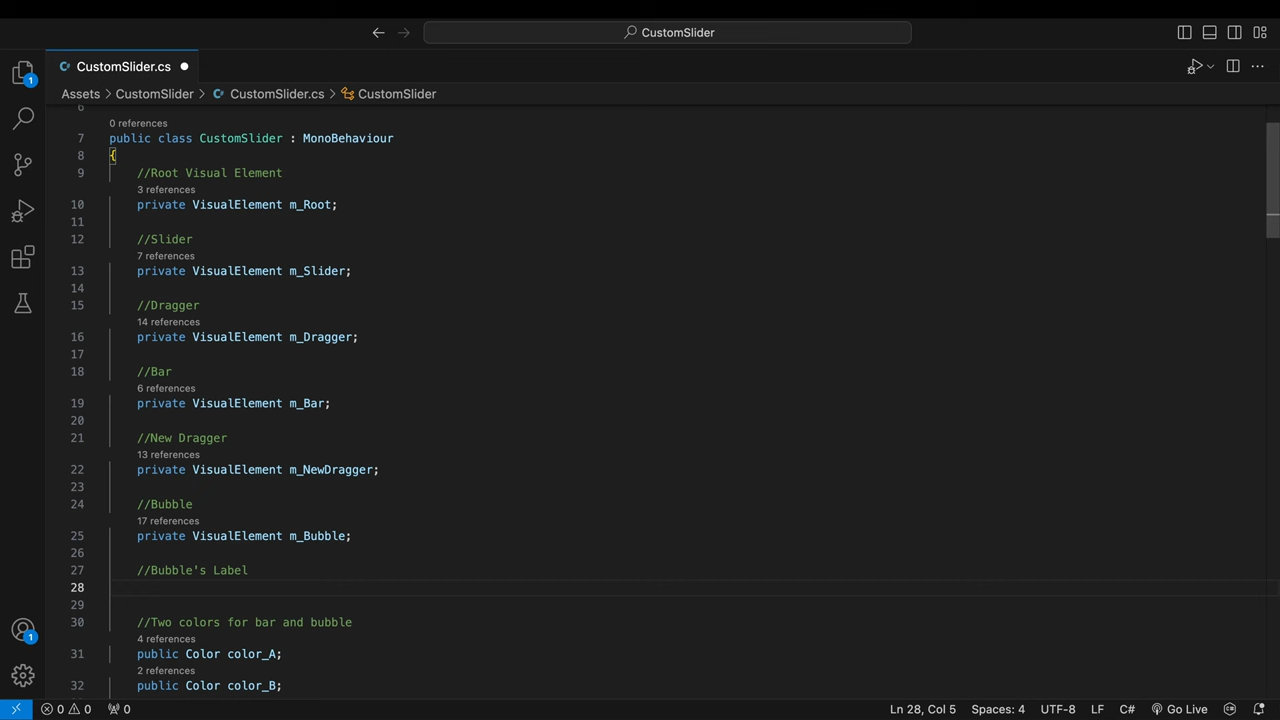 CustomSlider
CustomSlider.cs
Assets > CustomSlider > CustomSlider.cs > CustomSlider
6
0 references
7 public class CustomSlider : MonoBehaviour
8 {
9 //Root Visual Element
3 references
10 private VisualElement m_Root;
11
12 //Slider
7 references
13 private VisualElement m_Slider;
14
15 //Dragger
14 references
16 private VisualElement m_Dragger;
17
18 //Bar
6 references
19 private VisualElement m_Bar;
20
21 //New Dragger
13 references
22 private VisualElement m_NewDragger;
23
24 //Bubble
17 references
25 private VisualElement m_Bubble;
26
27 //Bubble's Label
28
29
30 //Two colors for bar and bubble
4 references
31 public Color color_A;
2 references
32 public Color color_B;
1
1
0 0 0 Ln 28, Col 5 Spaces: 4 UTF-8 LF C# Go Live